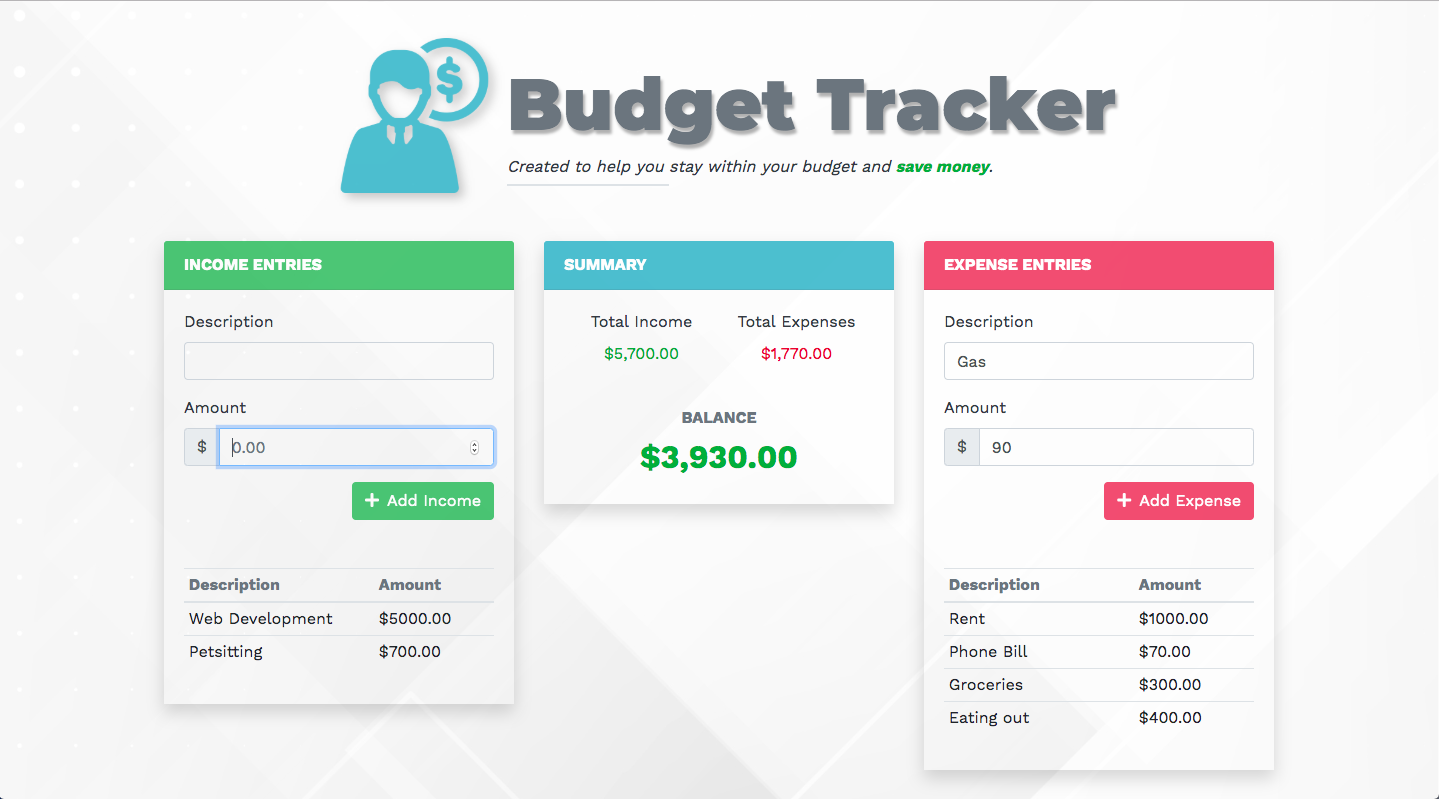 $
Budget Tracker
Created to help you stay within your budget and save money.
INCOME ENTRIES
Description
Amount
$ 0.00
+ Add Income
Description Amount
Web Development $5000.00
Petsitting $700.00
SUMMARY
Total Income Total Expenses
$5,700.00 $1,770.00
BALANCE
$3,930.00
EXPENSE ENTRIES
Description
Gas
Amount
$ 90
+ Add Expense
Description Amount
Rent $1000.00
Phone Bill $70.00
Groceries $300.00
Eating out $400.00